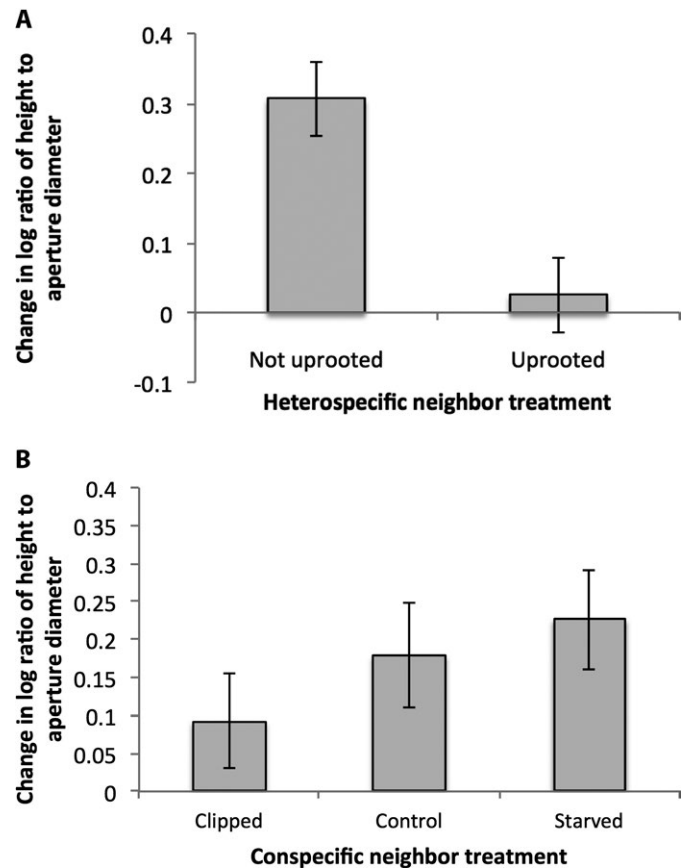 A
Change in log ratio of height to
aperture diameter
0.4
0.3
0.2
0.1
0
-0.1
Not uprooted Uprooted
Heterospecific neighbor treatment
B
Change in log ratio of height to
aperture diameter
0.4
0.35
0.3
0.25
0.2
0.15
0.1
0.05
0
Clipped Control Starved
Conspecific neighbor treatment